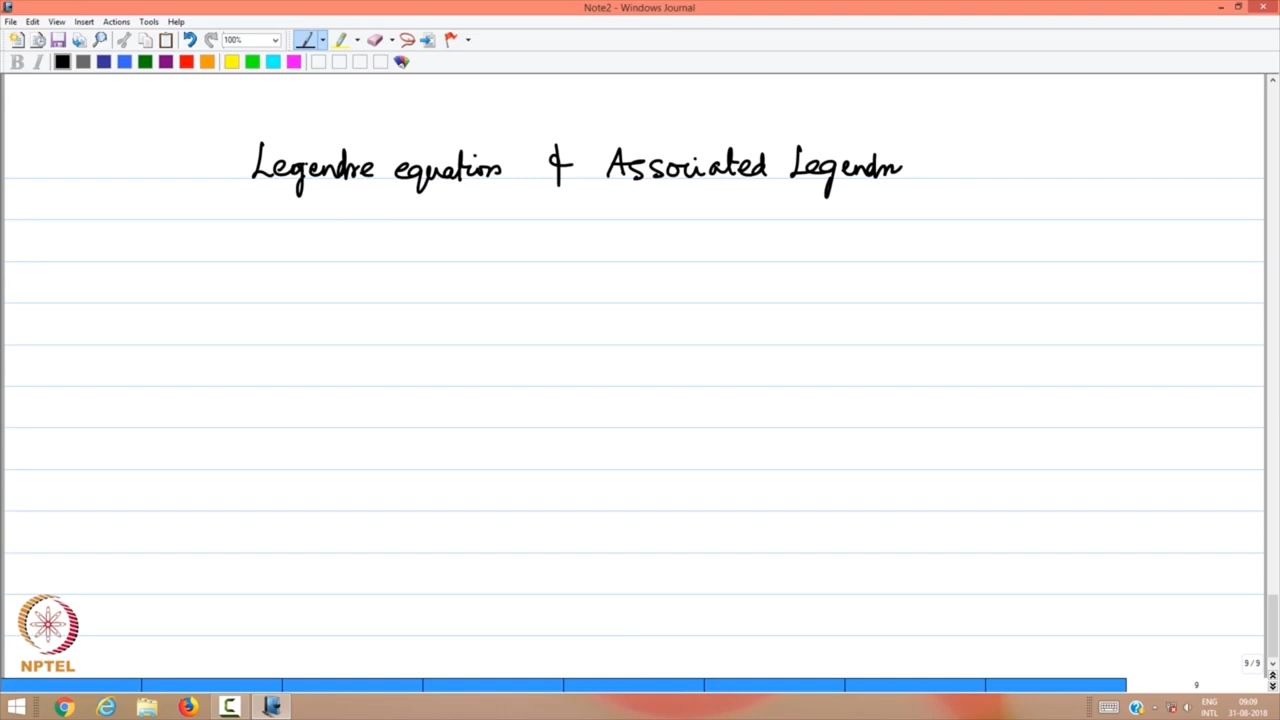 Note2 - Windows Journal
File Edit View Insert Actions Tools Help
100%
B I
Legendre equation & Associated Legendr
NPTEL
9 / 9
9
ENG 09:09
INTL 31-08-2018